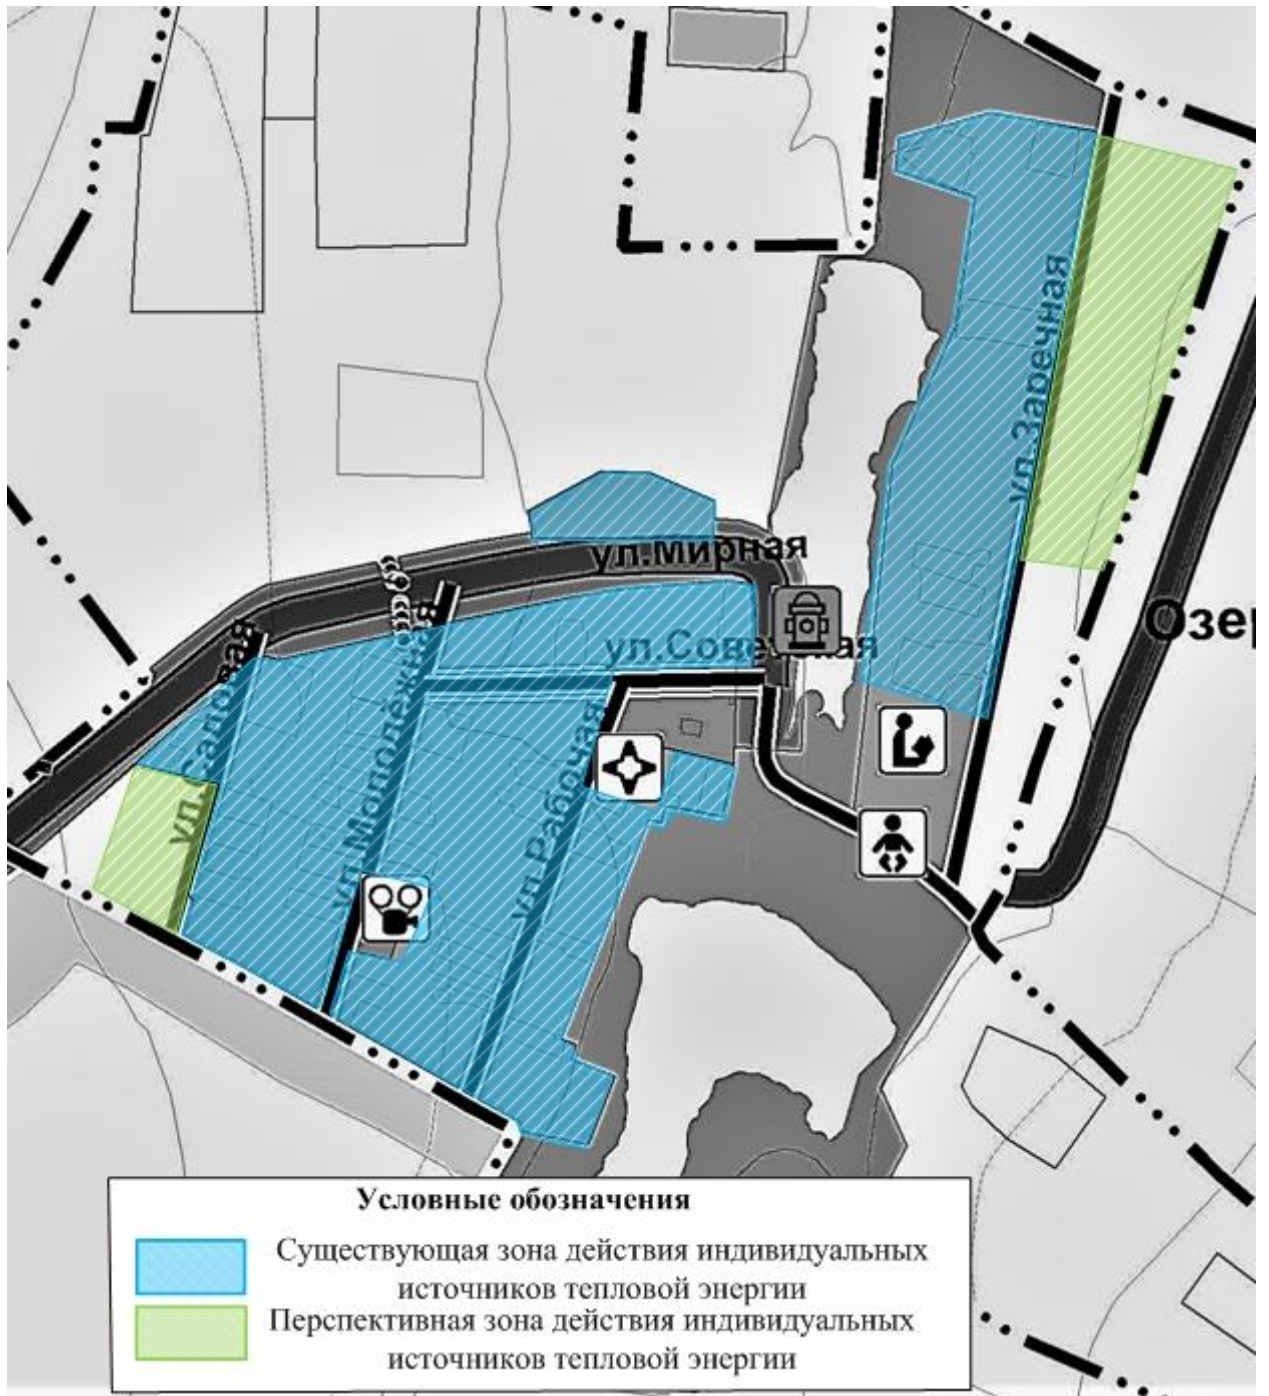 ул.Заречная
ул.мирная
Озер
ул.Советская
ул.Садовая
ул.Молодёжная
ул.Рабочая
Условные обозначения
Существующая зона действия индивидуальных
источников тепловой энергии
Перспективная зона действия индивидуальных
источников тепловой энергии